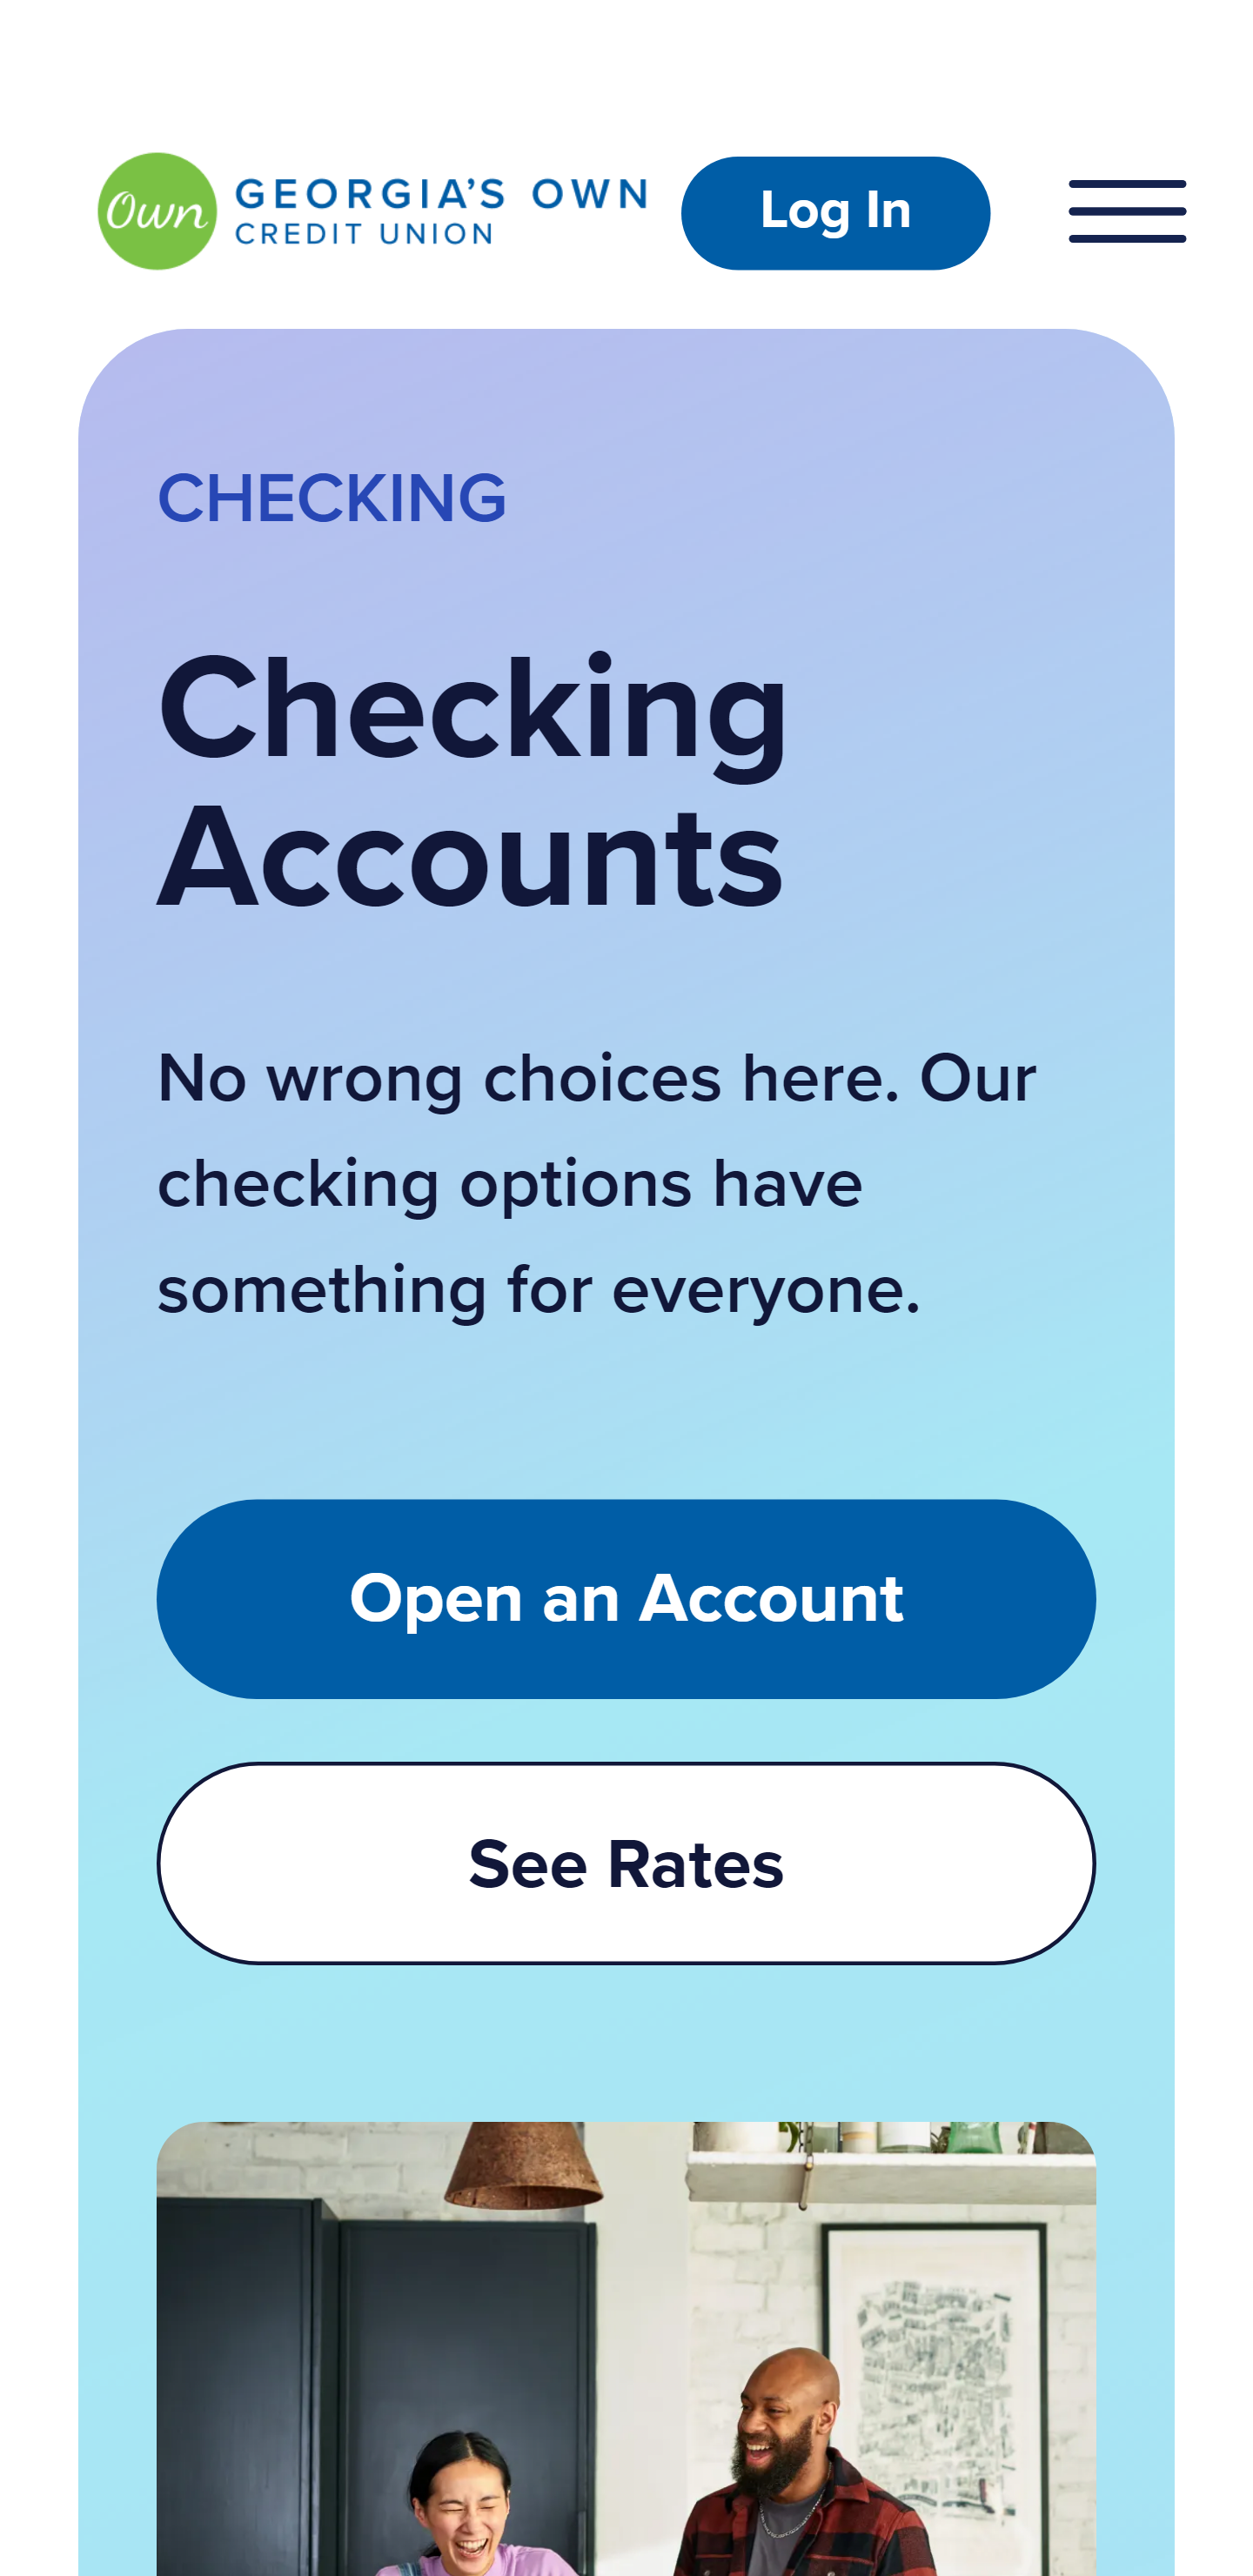 Own
GEORGIA’S OWN
CREDIT UNION
Log In
CHECKING
Checking
Accounts
No wrong choices here. Our
checking options have
something for everyone.
Open an Account
See Rates